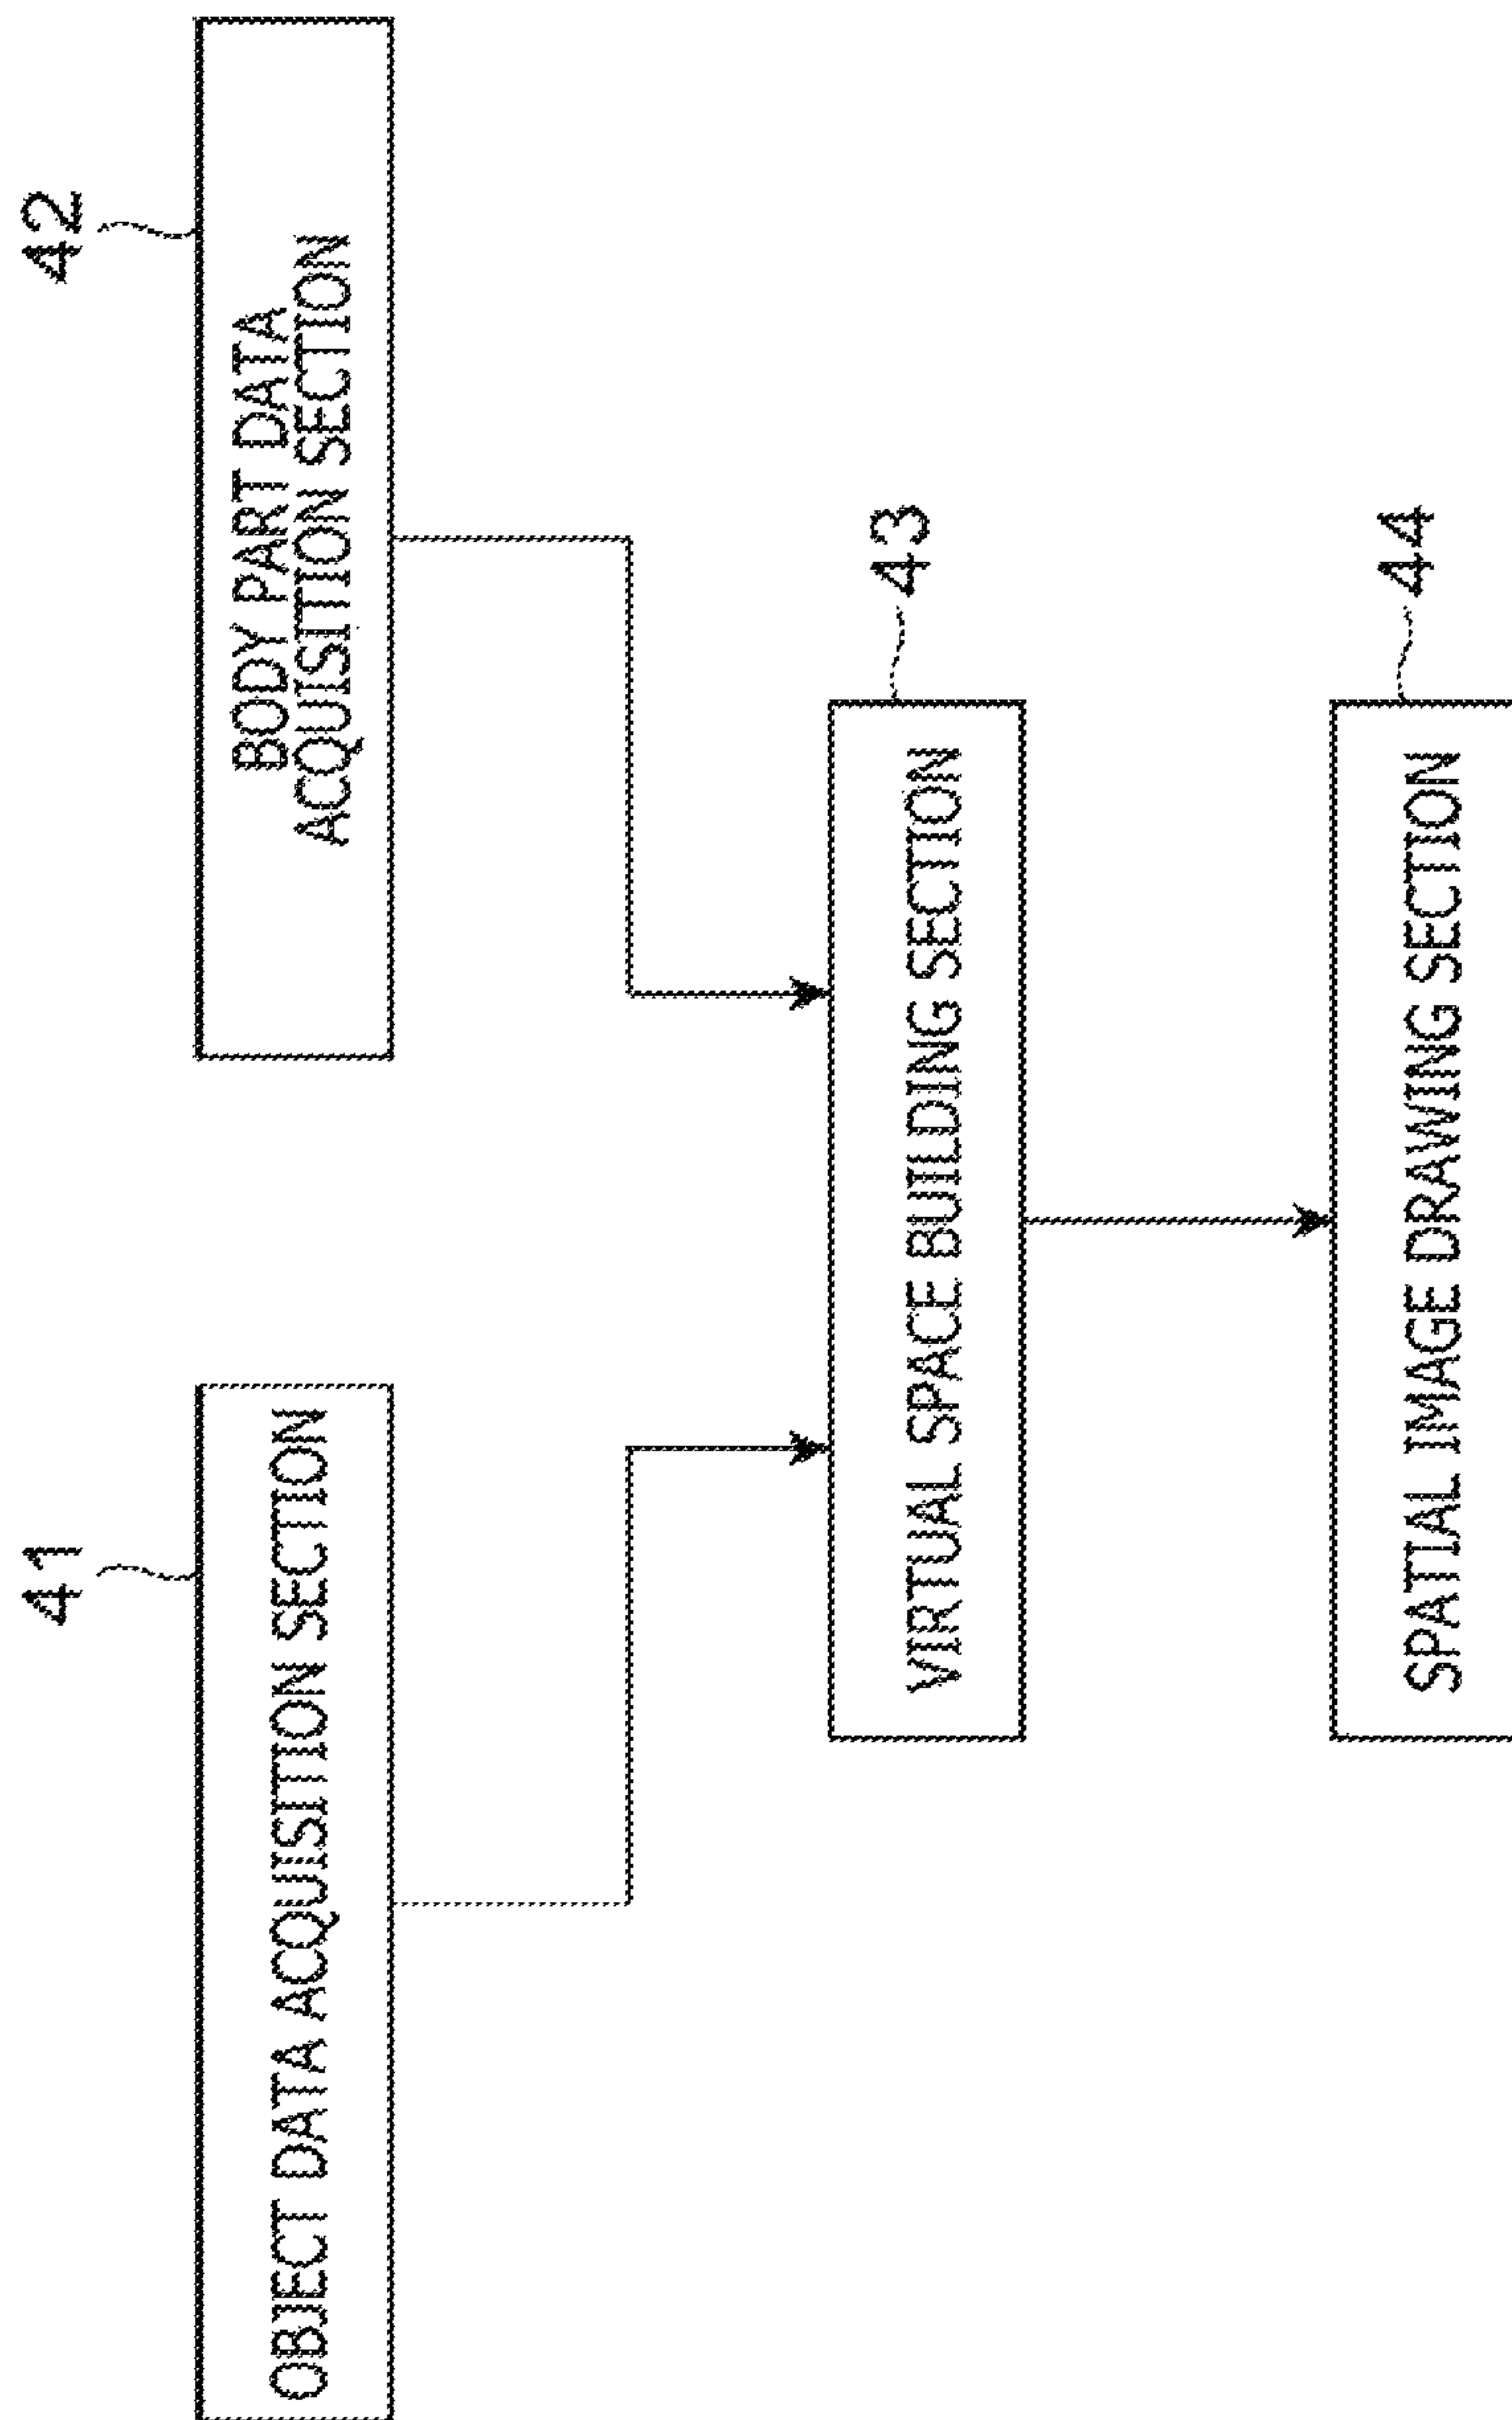 41
OBJECT DATA ACQUISITION SECTION
42
BODY PART DATA
ACQUISITION SECTION
43
VIRTUAL SPACE BUILDING SECTION
44
SPATIAL IMAGE DRAWING SECTION